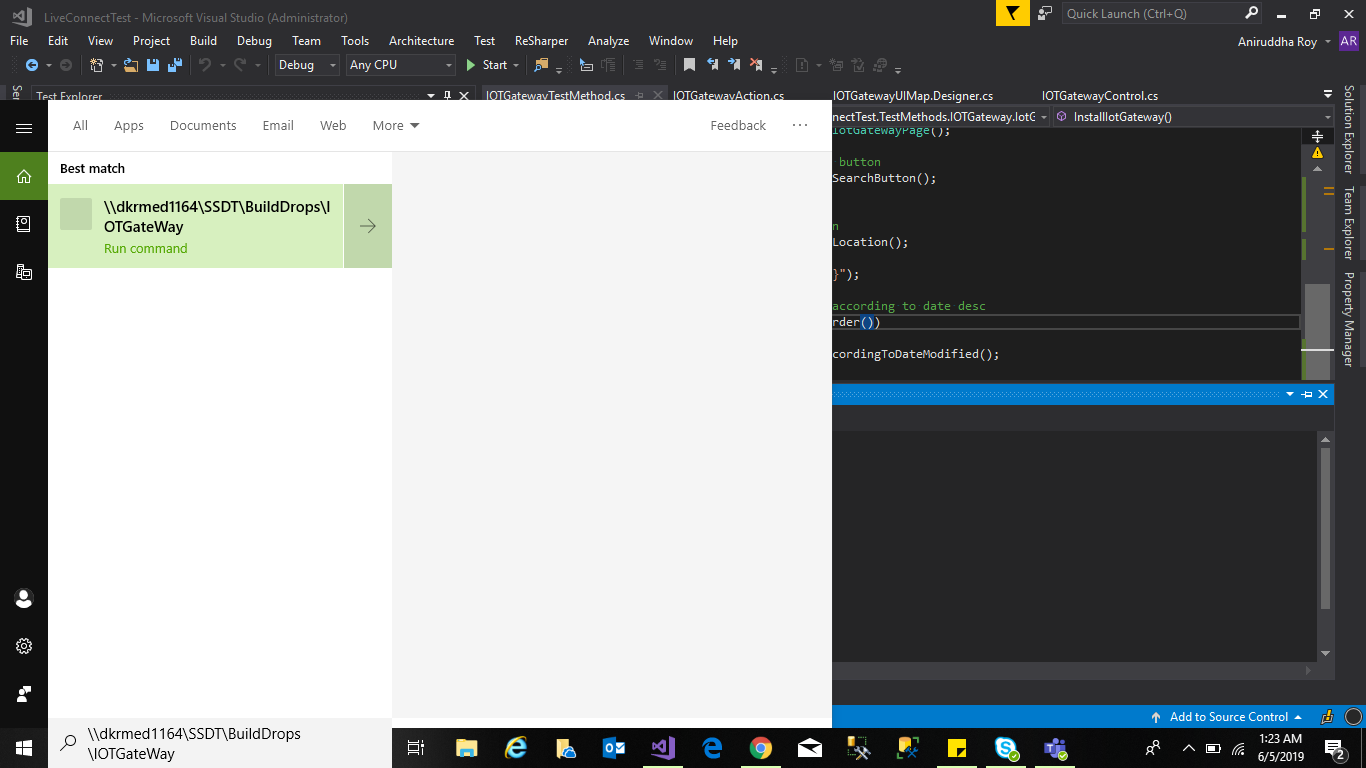 LiveConnectTest - Microsoft Visual Studio (Administrator)
Quick Launch (Ctrl+Q)
File Edit View Project Build Debug Team Tools Architecture Test ReSharper Analyze Window Help
Aniruddha Roy AR
Debug Any CPU Start
Test Explorer
IOTGatewayTestMethod.cs IOTGatewayAction.cs IOTGatewayUIMap.Designer.cs IOTGatewayControl.cs
All Apps Documents Email Web More Feedback
Best match
\\dkrmed1164\SSDT\BuildDrops\I
OTGateWay
Run command
nnectTest.TestMethods.IOTGateway.IotG InstallIotGateway()
IotGatewayPage();
button
SearchButton();
n
Location();
}");
according to date desc
rder())
cordingToDateModified();
Solution Explorer
Team Explorer
Property Manager
Add to Source Control
\\dkrmed1164\SSDT\BuildDrops
\IOTGateWay
1:23 AM
6/5/2019
2